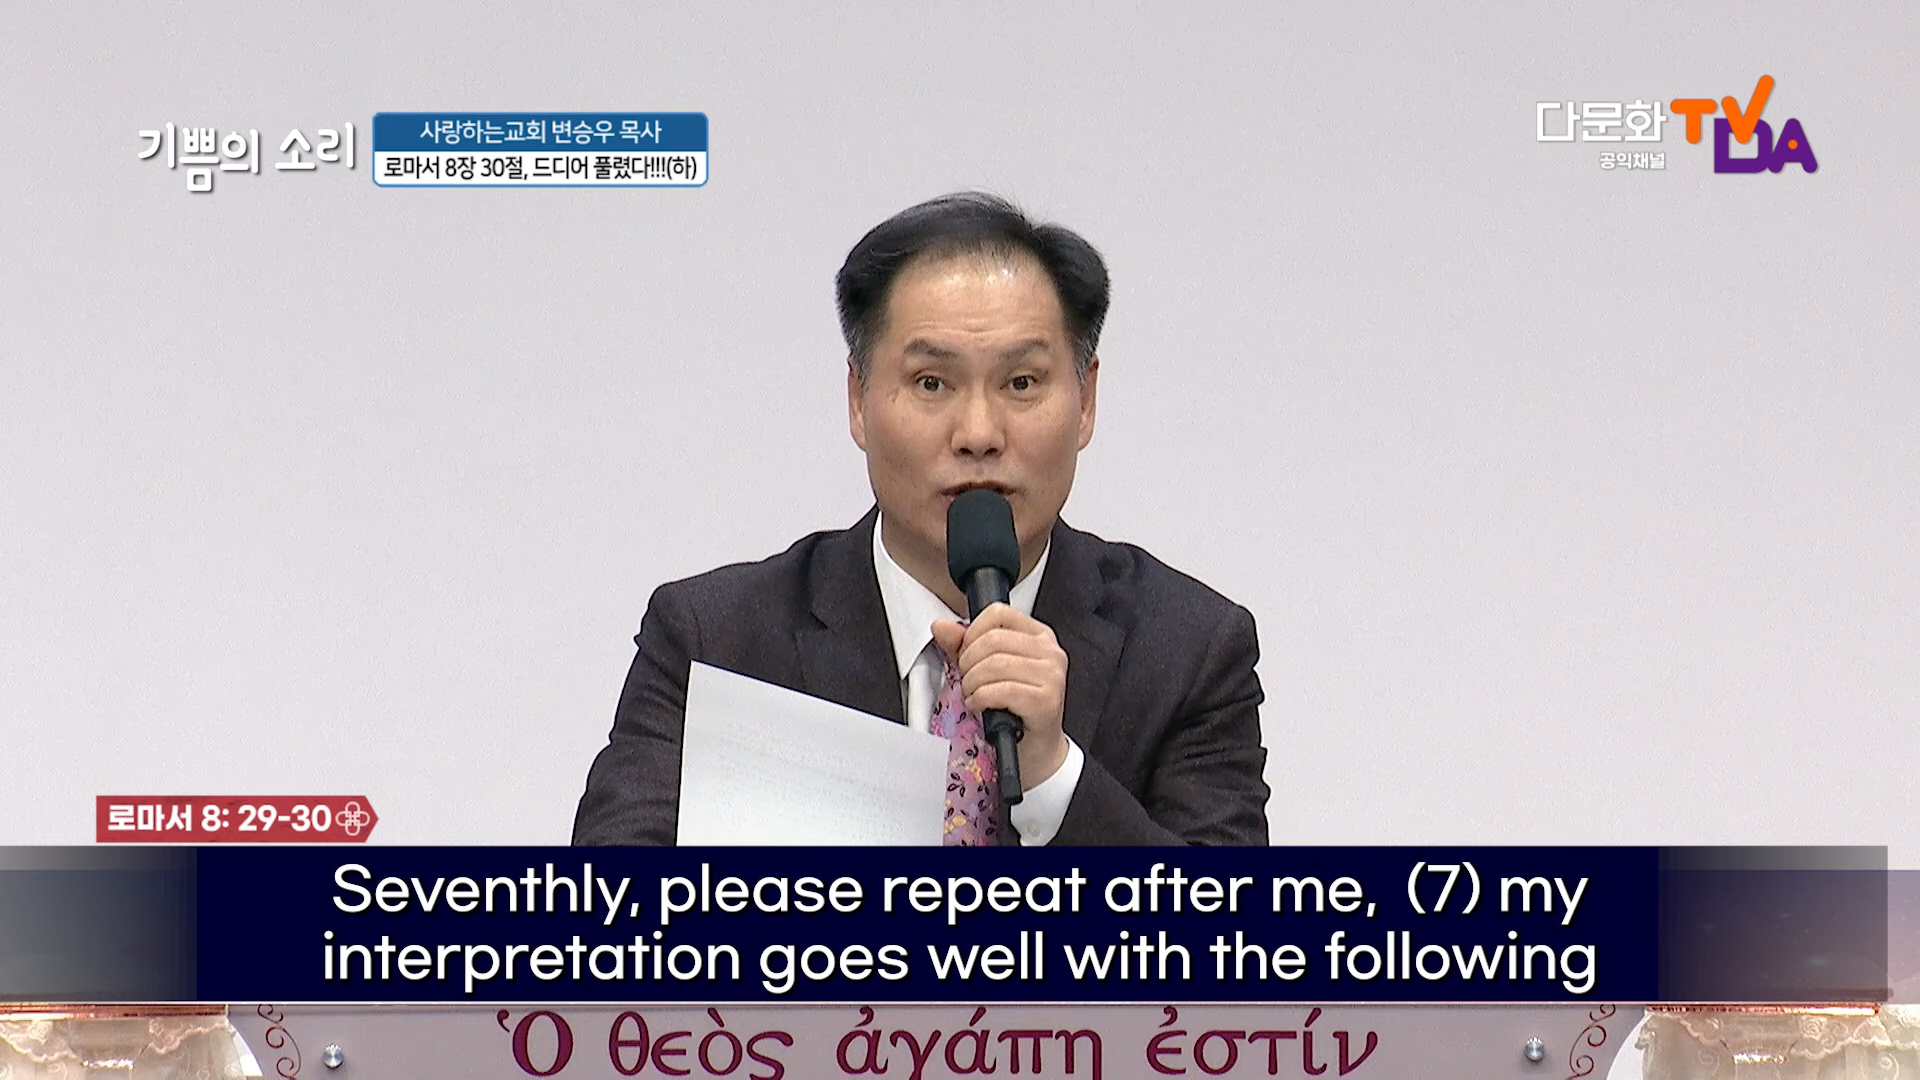 기쁨의 소리
사랑하는교회 변승우 목사
로마서 8장 30절, 드디어 풀렸다!!!(하)
다문화 TV
공익채널 DA
로마서 8: 29-30
Seventhly, please repeat after me, (7) my
interpretation goes well with the following
Ὁ θεὸς ἀγάπη ἐστίν